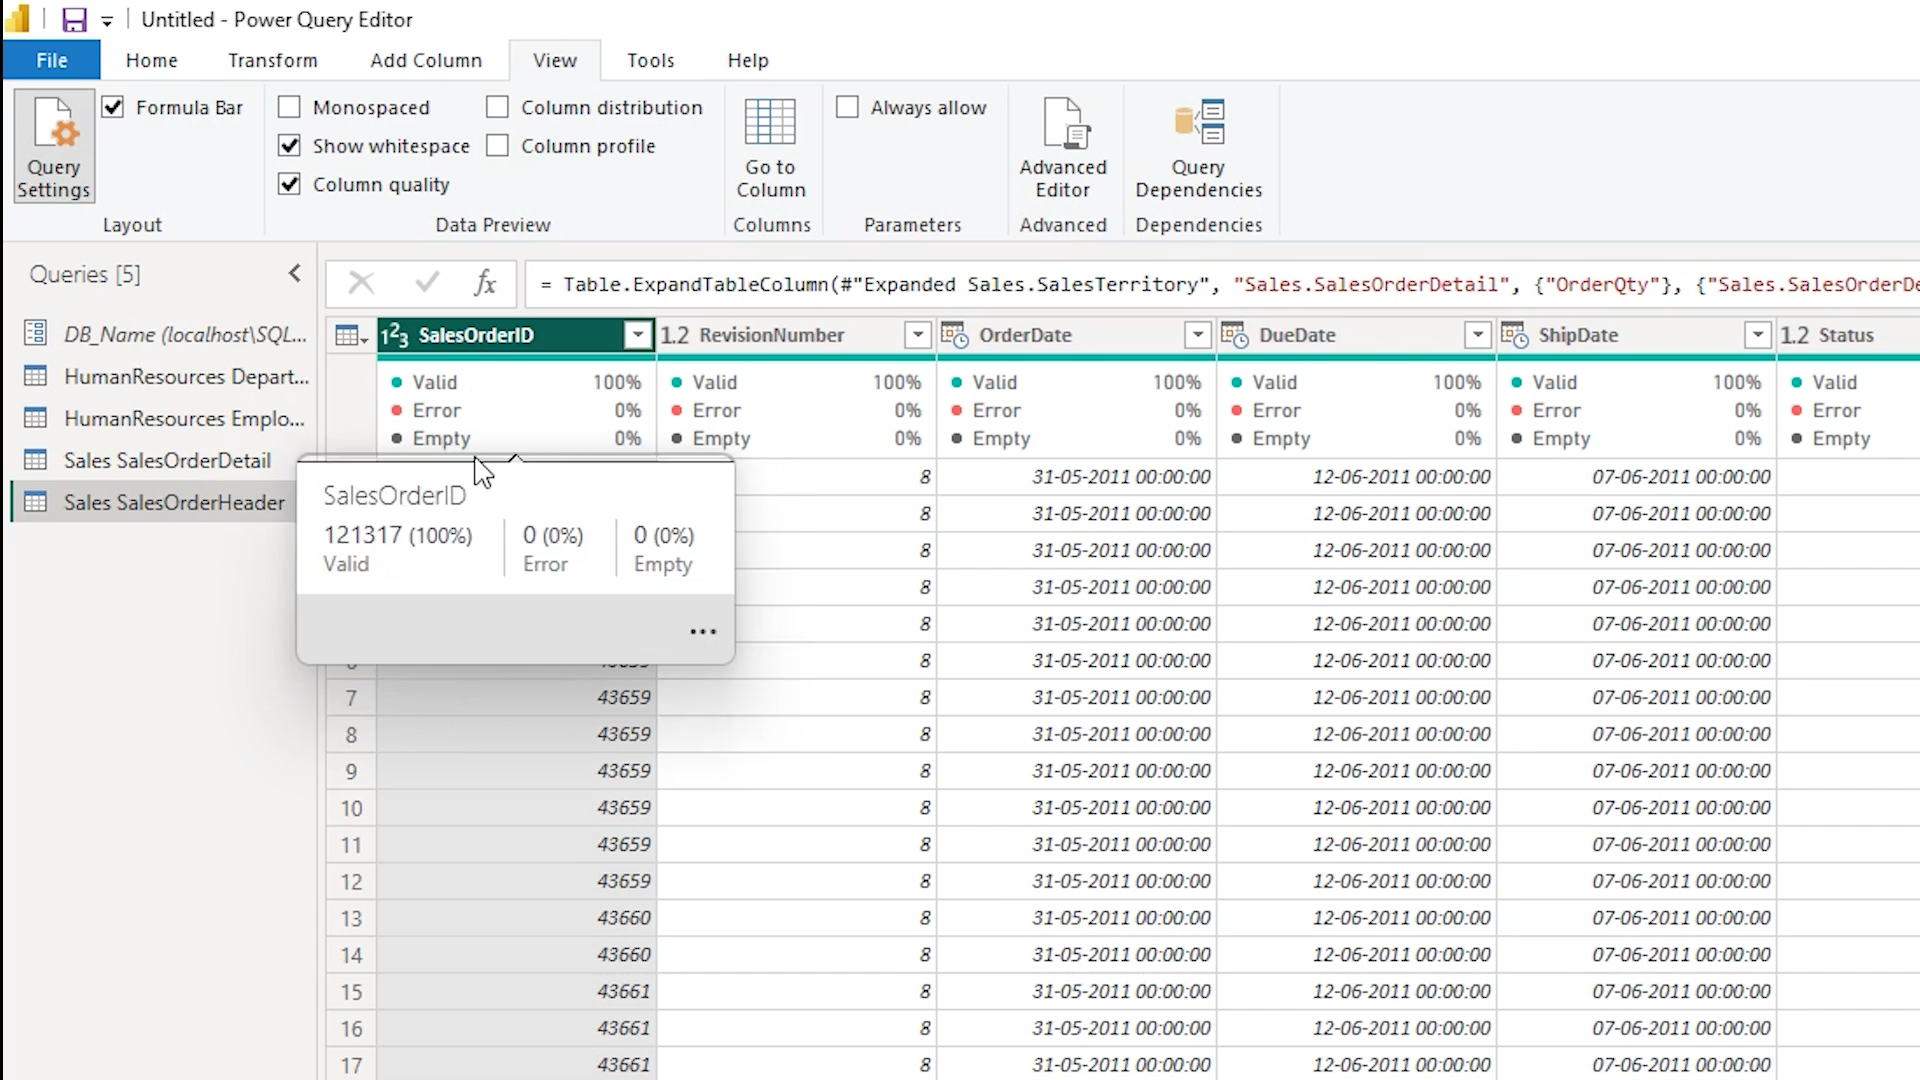 Untitled - Power Query Editor
File Home Transform Add Column View Tools Help
Formula Bar Monospaced Column distribution Always allow
Show whitespace Column profile
Column quality
Query Settings
Go to Column
Advanced Editor
Query Dependencies
Layout Data Preview Columns Parameters Advanced Dependencies
Queries [5]
fx = Table.ExpandTableColumn(#"Expanded Sales.SalesTerritory", "Sales.SalesOrderDetail", {"OrderQty"}, {"Sales.SalesOrderDe
DB_Name (localhost\SQL...
HumanResources Depart...
HumanResources Emplo...
Sales SalesOrderDetail
Sales SalesOrderHeader
1²3 SalesOrderID 1.2 RevisionNumber OrderDate DueDate ShipDate 1.2 Status
Valid 100% Valid 100% Valid 100% Valid 100% Valid 100% Valid
Error 0% Error 0% Error 0% Error 0% Error 0% Error
Empty 0% Empty 0% Empty 0% Empty 0% Empty 0% Empty
SalesOrderID
121317 (100%) 0 (0%) 0 (0%)
Valid Error Empty
...
8 31-05-2011 00:00:00 12-06-2011 00:00:00 07-06-2011 00:00:00
8 31-05-2011 00:00:00 12-06-2011 00:00:00 07-06-2011 00:00:00
8 31-05-2011 00:00:00 12-06-2011 00:00:00 07-06-2011 00:00:00
8 31-05-2011 00:00:00 12-06-2011 00:00:00 07-06-2011 00:00:00
8 31-05-2011 00:00:00 12-06-2011 00:00:00 07-06-2011 00:00:00
8 31-05-2011 00:00:00 12-06-2011 00:00:00 07-06-2011 00:00:00
7 43659 8 31-05-2011 00:00:00 12-06-2011 00:00:00 07-06-2011 00:00:00
8 43659 8 31-05-2011 00:00:00 12-06-2011 00:00:00 07-06-2011 00:00:00
9 43659 8 31-05-2011 00:00:00 12-06-2011 00:00:00 07-06-2011 00:00:00
10 43659 8 31-05-2011 00:00:00 12-06-2011 00:00:00 07-06-2011 00:00:00
11 43659 8 31-05-2011 00:00:00 12-06-2011 00:00:00 07-06-2011 00:00:00
12 43659 8 31-05-2011 00:00:00 12-06-2011 00:00:00 07-06-2011 00:00:00
13 43660 8 31-05-2011 00:00:00 12-06-2011 00:00:00 07-06-2011 00:00:00
14 43660 8 31-05-2011 00:00:00 12-06-2011 00:00:00 07-06-2011 00:00:00
15 43661 8 31-05-2011 00:00:00 12-06-2011 00:00:00 07-06-2011 00:00:00
16 43661 8 31-05-2011 00:00:00 12-06-2011 00:00:00 07-06-2011 00:00:00
17 43661 8 31-05-2011 00:00:00 12-06-2011 00:00:00 07-06-2011 00:00:00